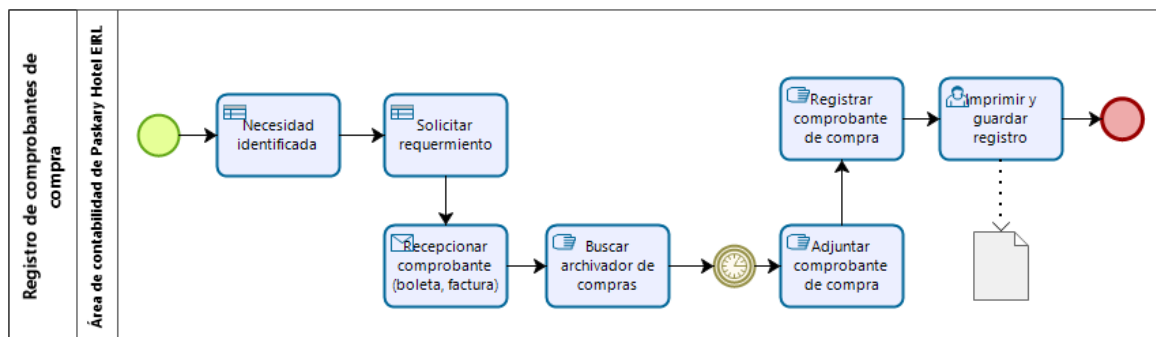 Registro de comprobantes de
compra
Área de contabilidad de Paskary Hotel EIRL
Necesidad
identificada
Solicitar
requermiento
Recepcionar
comprobante
(boleta, factura)
Buscar
archivador de
compras
Adjuntar
comprobante
de compra
Registrar
comprobante
de compra
Imprimir y
guardar
registro